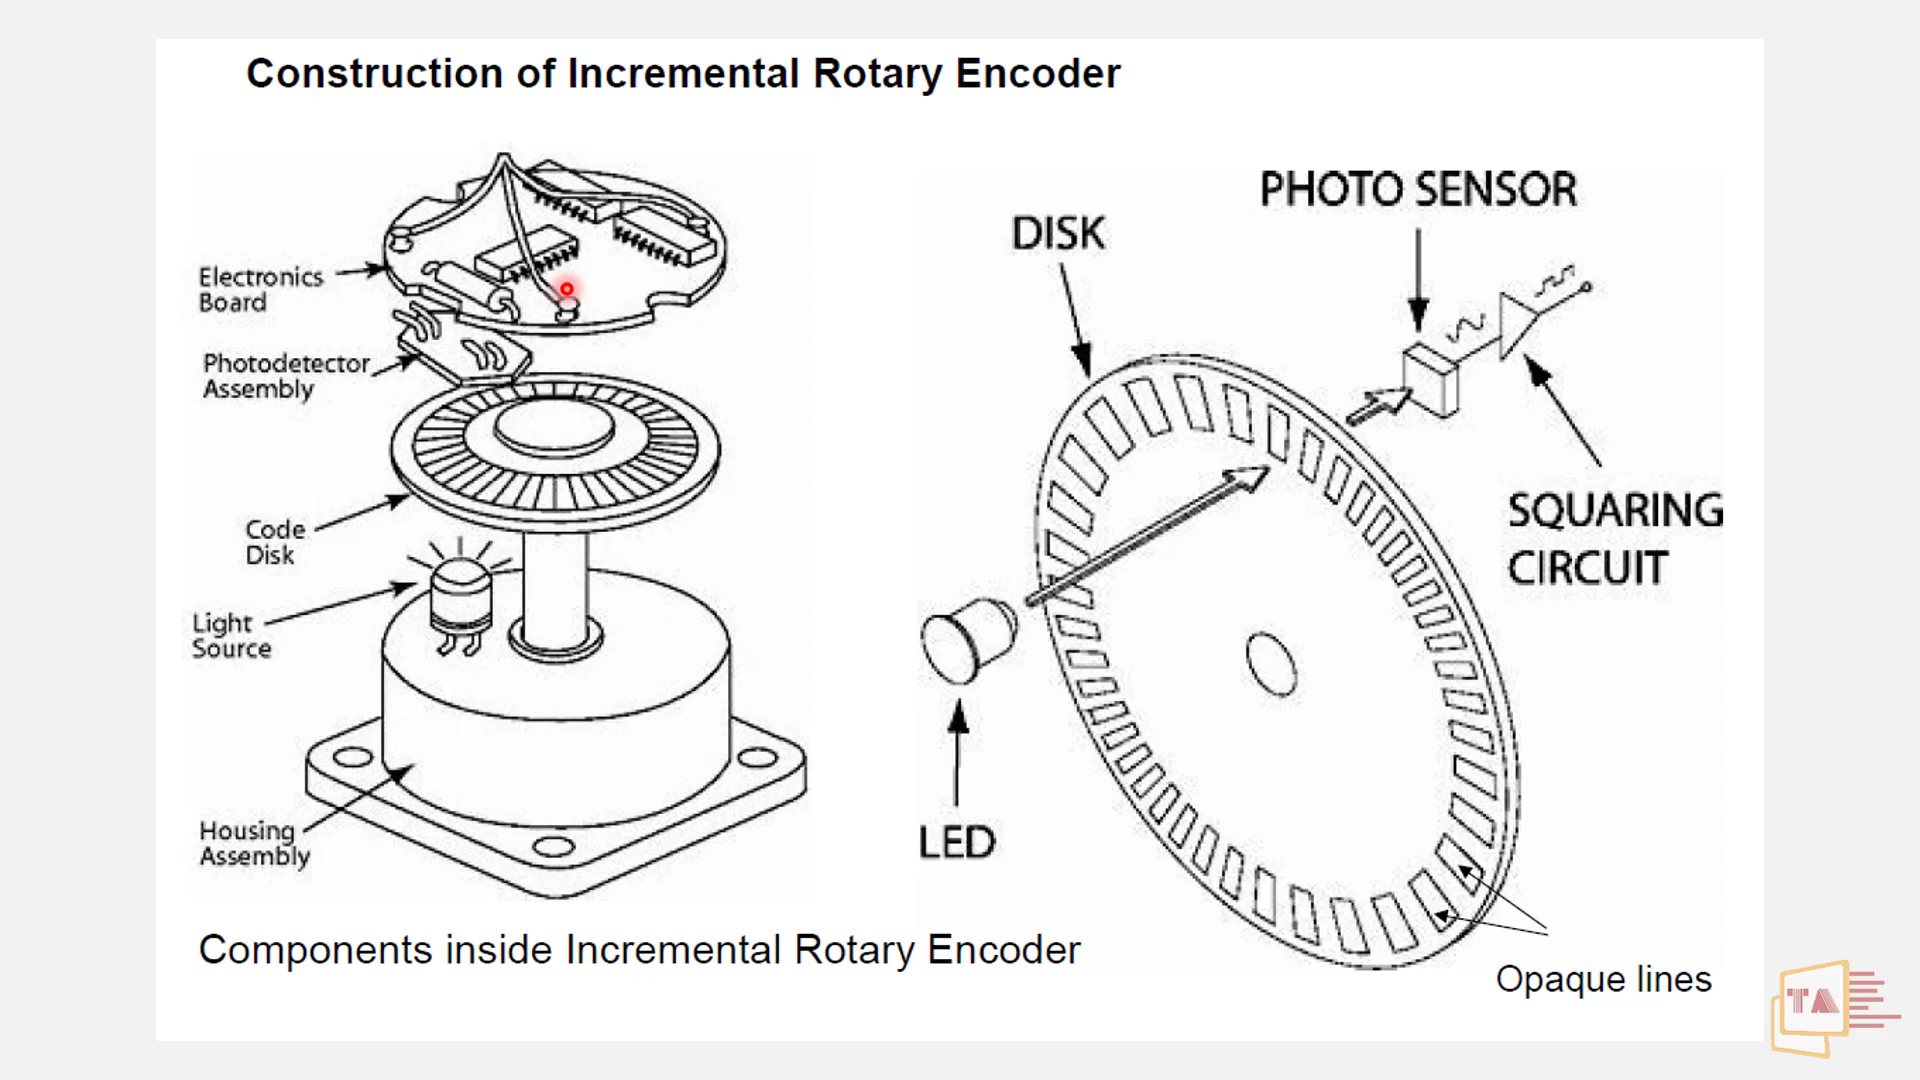 Construction of Incremental Rotary Encoder
Electronics
Board
Photodetector
Assembly
Code
Disk
Light
Source
Housing
Assembly
Components inside Incremental Rotary Encoder
PHOTO SENSOR
DISK
SQUARING
CIRCUIT
LED
Opaque lines
TA